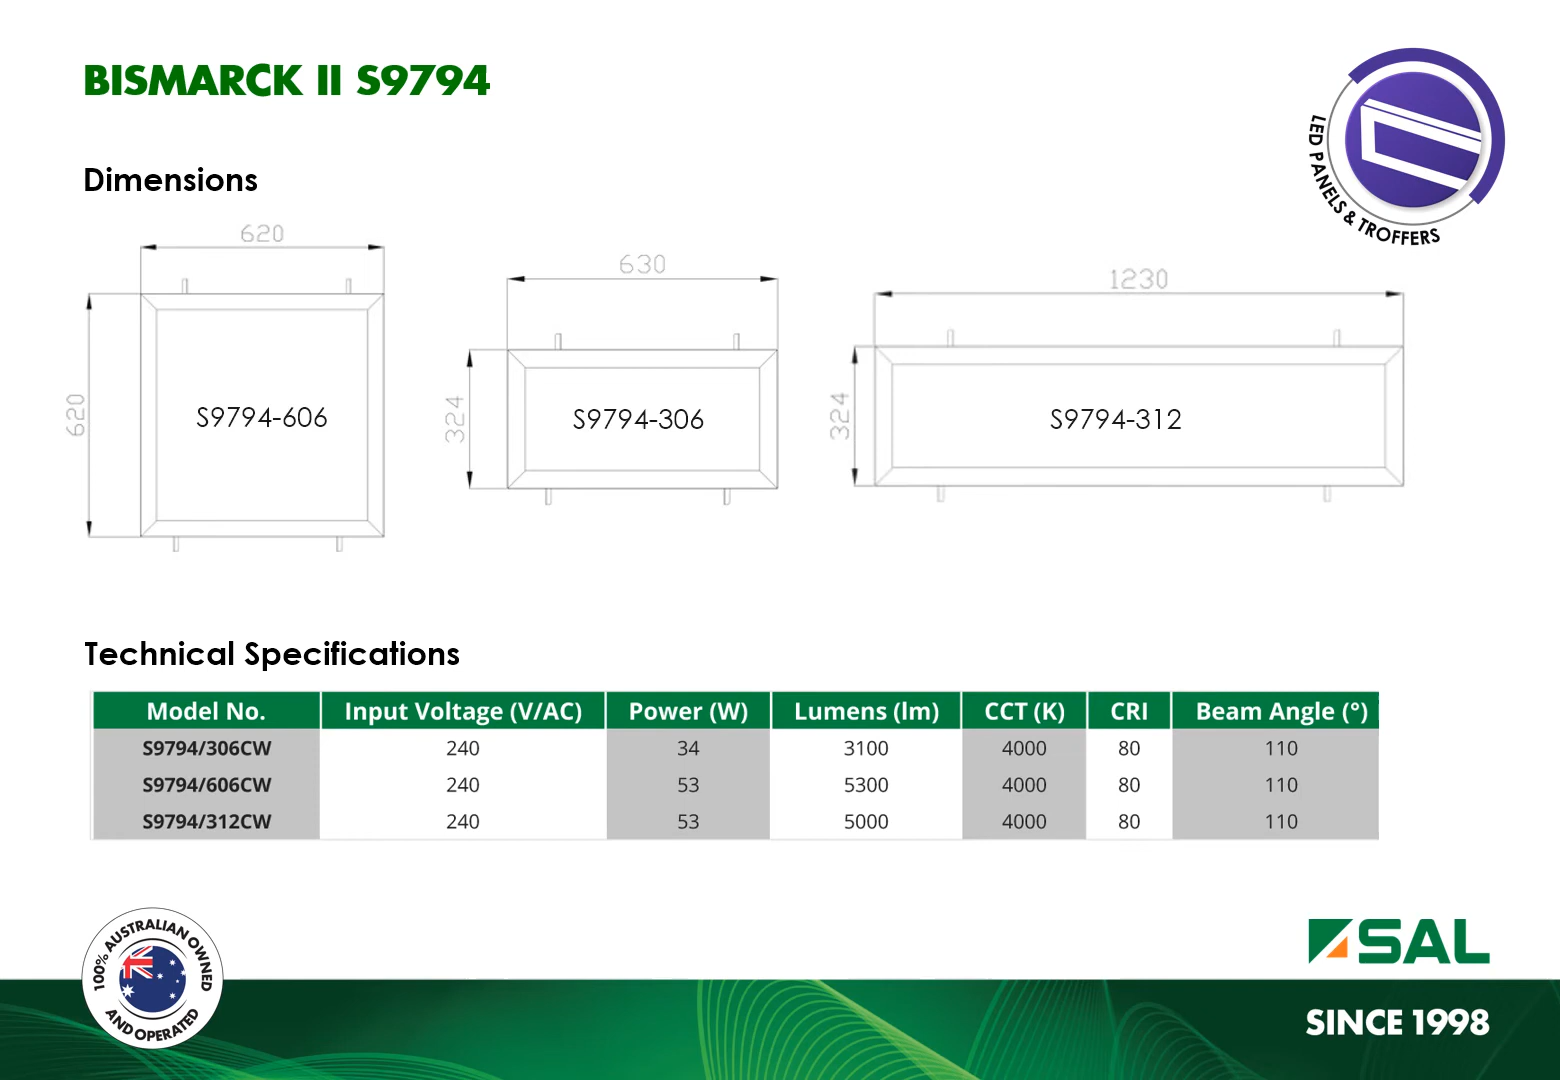 BISMARCK II S9794
LED PANELS & TROFFERS
Dimensions
620
620
S9794-606
630
324
S9794-306
1230
324
S9794-312
Technical Specifications
Model No. Input Voltage (V/AC) Power (W) Lumens (lm) CCT (K) CRI Beam Angle (°)
S9794/306CW 240 34 3100 4000 80 110
S9794/606CW 240 53 5300 4000 80 110
S9794/312CW 240 53 5000 4000 80 110
100% AUSTRALIAN OWNED
AND OPERATED
SAL
SINCE 1998